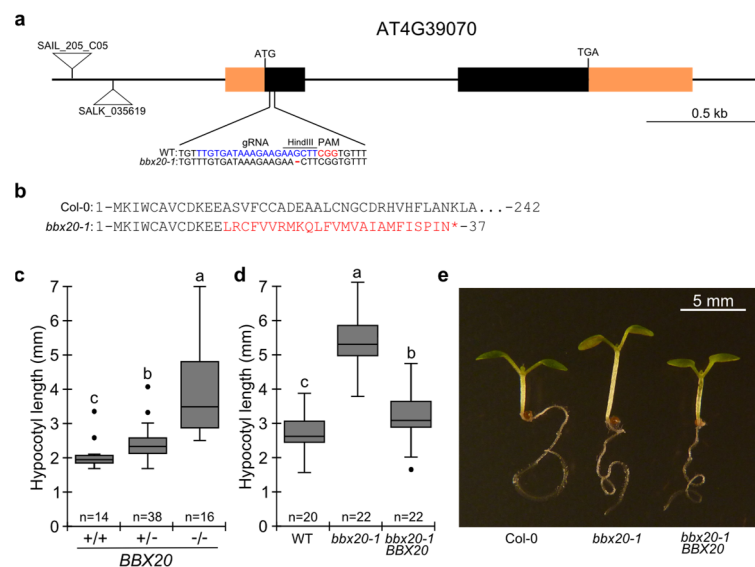 a
AT4G39070
SAIL_205_C05
ATG
TGA
SALK_035619
0.5 kb
gRNA HindIII PAM
WT:TGTTTGTGATAAAGAAGAAGCTTCGGTGTTT
bbx20-1:TGTTTGTGATAAAGAAGAA-CTTCGGTGTTT
b
Col-0: 1-MKIWCAVCDKEEASVFCCADEAALCNGCDRHVHFLANKLA...-242
bbx20-1: 1-MKIWCAVCDKEELRCFVVRMKQLFVMVAIAMFISPIN*-37
c
Hypocotyl length (mm)
7
6
5
4
3
2
1
0
c
b
a
n=14 n=38 n=16
+/+ +/- -/-
BBX20
d
Hypocotyl length (mm)
7
6
5
4
3
2
1
0
c
a
b
n=20 n=22 n=22
WT bbx20-1 bbx20-1
BBX20
e
5 mm
Col-0 bbx20-1 bbx20-1
BBX20